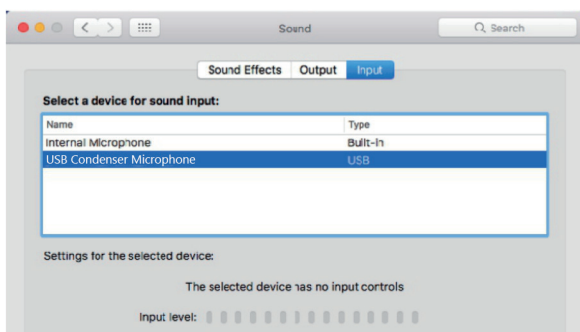 Sound
Search
Sound Effects Output Input
Select a device for sound input:
Name Type
Internal Microphone Built-in
USB Condenser Microphone USB
Settings for the selected device:
The selected device has no input controls
Input level: